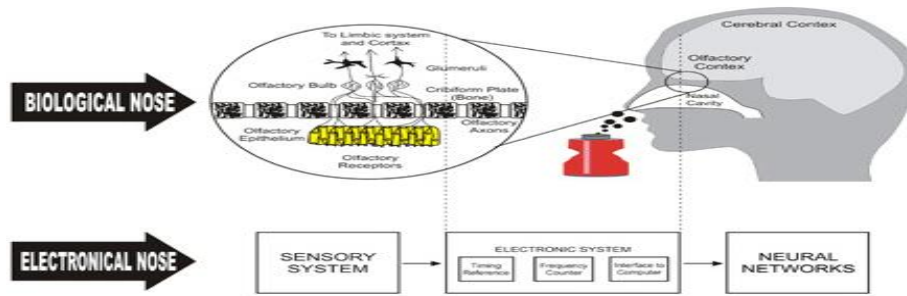 Cerebral Contex
To Limbic system
and Cortax
Glumeruli
Olfactory
Contex
Olfactory Bulb
Cribiform Plate
(Bone)
Nasal
Cavity
BIOLOGICAL NOSE
Olfactory
Epithelium
Olfactory
Axons
Olfactory
Receptors
ELECTRONICAL NOSE
SENSORY
SYSTEM
ELECTRONIC SYSTEM
Timing
Reference
Frequency
Counter
Interface to
Computer
NEURAL
NETWORKS